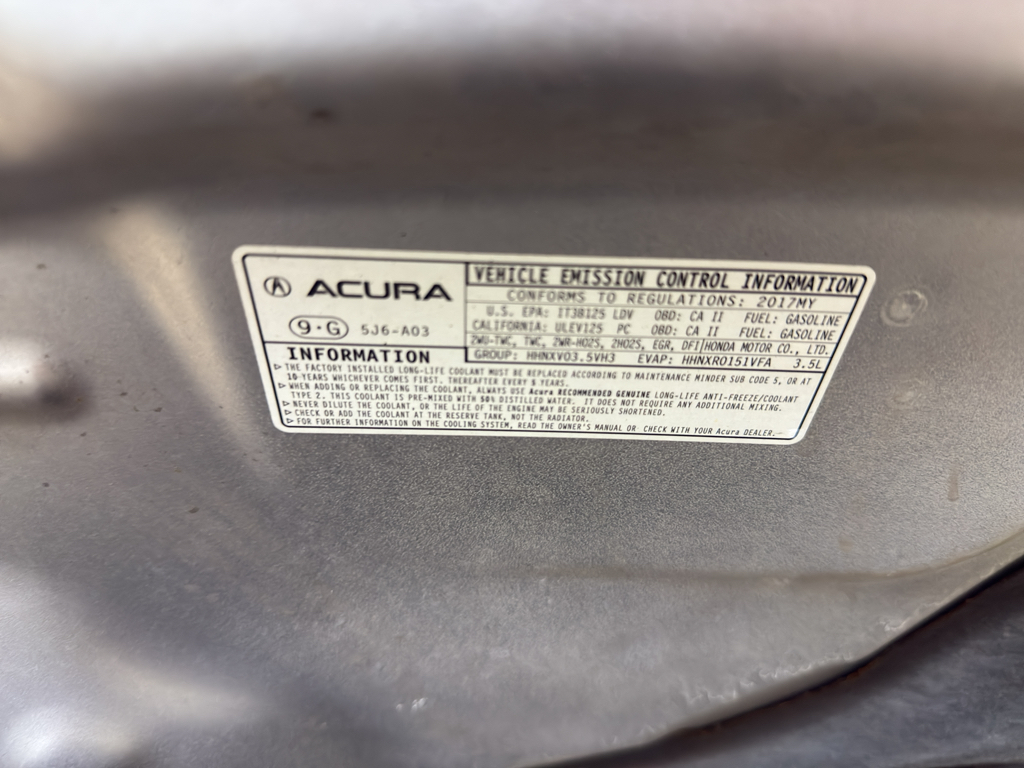 ACURA
9·G 5J6-A03
VEHICLE EMISSION CONTROL INFORMATION
CONFORMS TO REGULATIONS: 2017MY
U.S. EPA: T3B125 LDV OBD: CA II FUEL: GASOLINE
CALIFORNIA: ULEV125 PC OBD: CA II FUEL: GASOLINE
2WU-TWC, TWC, 2WR-HO2S, 2HO2S, EGR, DFI HONDA MOTOR CO., LTD.
GROUP: HHNXV03.5VH3 EVAP: HHNXR0151VFA 3.5L
INFORMATION
▷ THE FACTORY INSTALLED LONG-LIFE COOLANT MUST BE REPLACED ACCORDING TO MAINTENANCE MINDER SUB CODE 5, OR AT
10-YEARS WHICHEVER COMES FIRST. THEREAFTER EVERY 5 YEARS.
▷ WHEN ADDING OR REPLACING THE COOLANT, ALWAYS USE Acura RECOMMENDED GENUINE LONG-LIFE ANTI-FREEZE/COOLANT
TYPE 2. THIS COOLANT IS PRE-MIXED WITH 50% DISTILLED WATER. IT DOES NOT REQUIRE ANY ADDITIONAL MIXING.
▷ NEVER DILUTE THE COOLANT, OR THE LIFE OF THE ENGINE MAY BE SERIOUSLY SHORTENED.
▷ CHECK OR ADD THE COOLANT AT THE RESERVE TANK, NOT THE RADIATOR.
▷ FOR FURTHER INFORMATION ON THE COOLING SYSTEM, READ THE OWNER'S MANUAL OR CHECK WITH YOUR Acura DEALER.